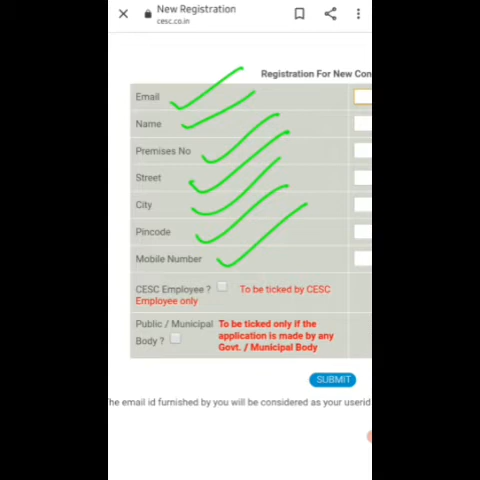 New Registration
cesc.co.in
Registration For New Con
Email
Name
Premises No
Street
City
Pincode
Mobile Number
CESC Employee ? To be ticked by CESC
Employee only
Public / Municipal To be ticked only if the
Body ? application is made by any
Govt. / Municipal Body
SUBMIT
he email id furnished by you will be considered as your userid